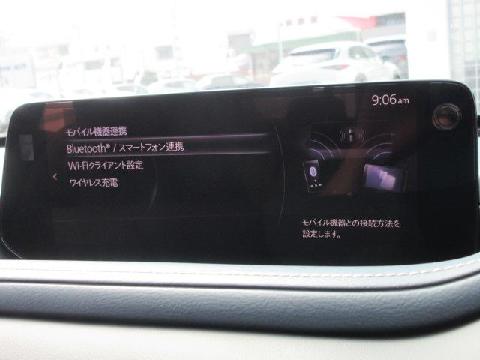 9:06am
モバイル機器連携
Bluetooth® / スマートフォン連携
Wi-Fiクライアント設定
ワイヤレス充電
モバイル機器との接続方法を
設定します。